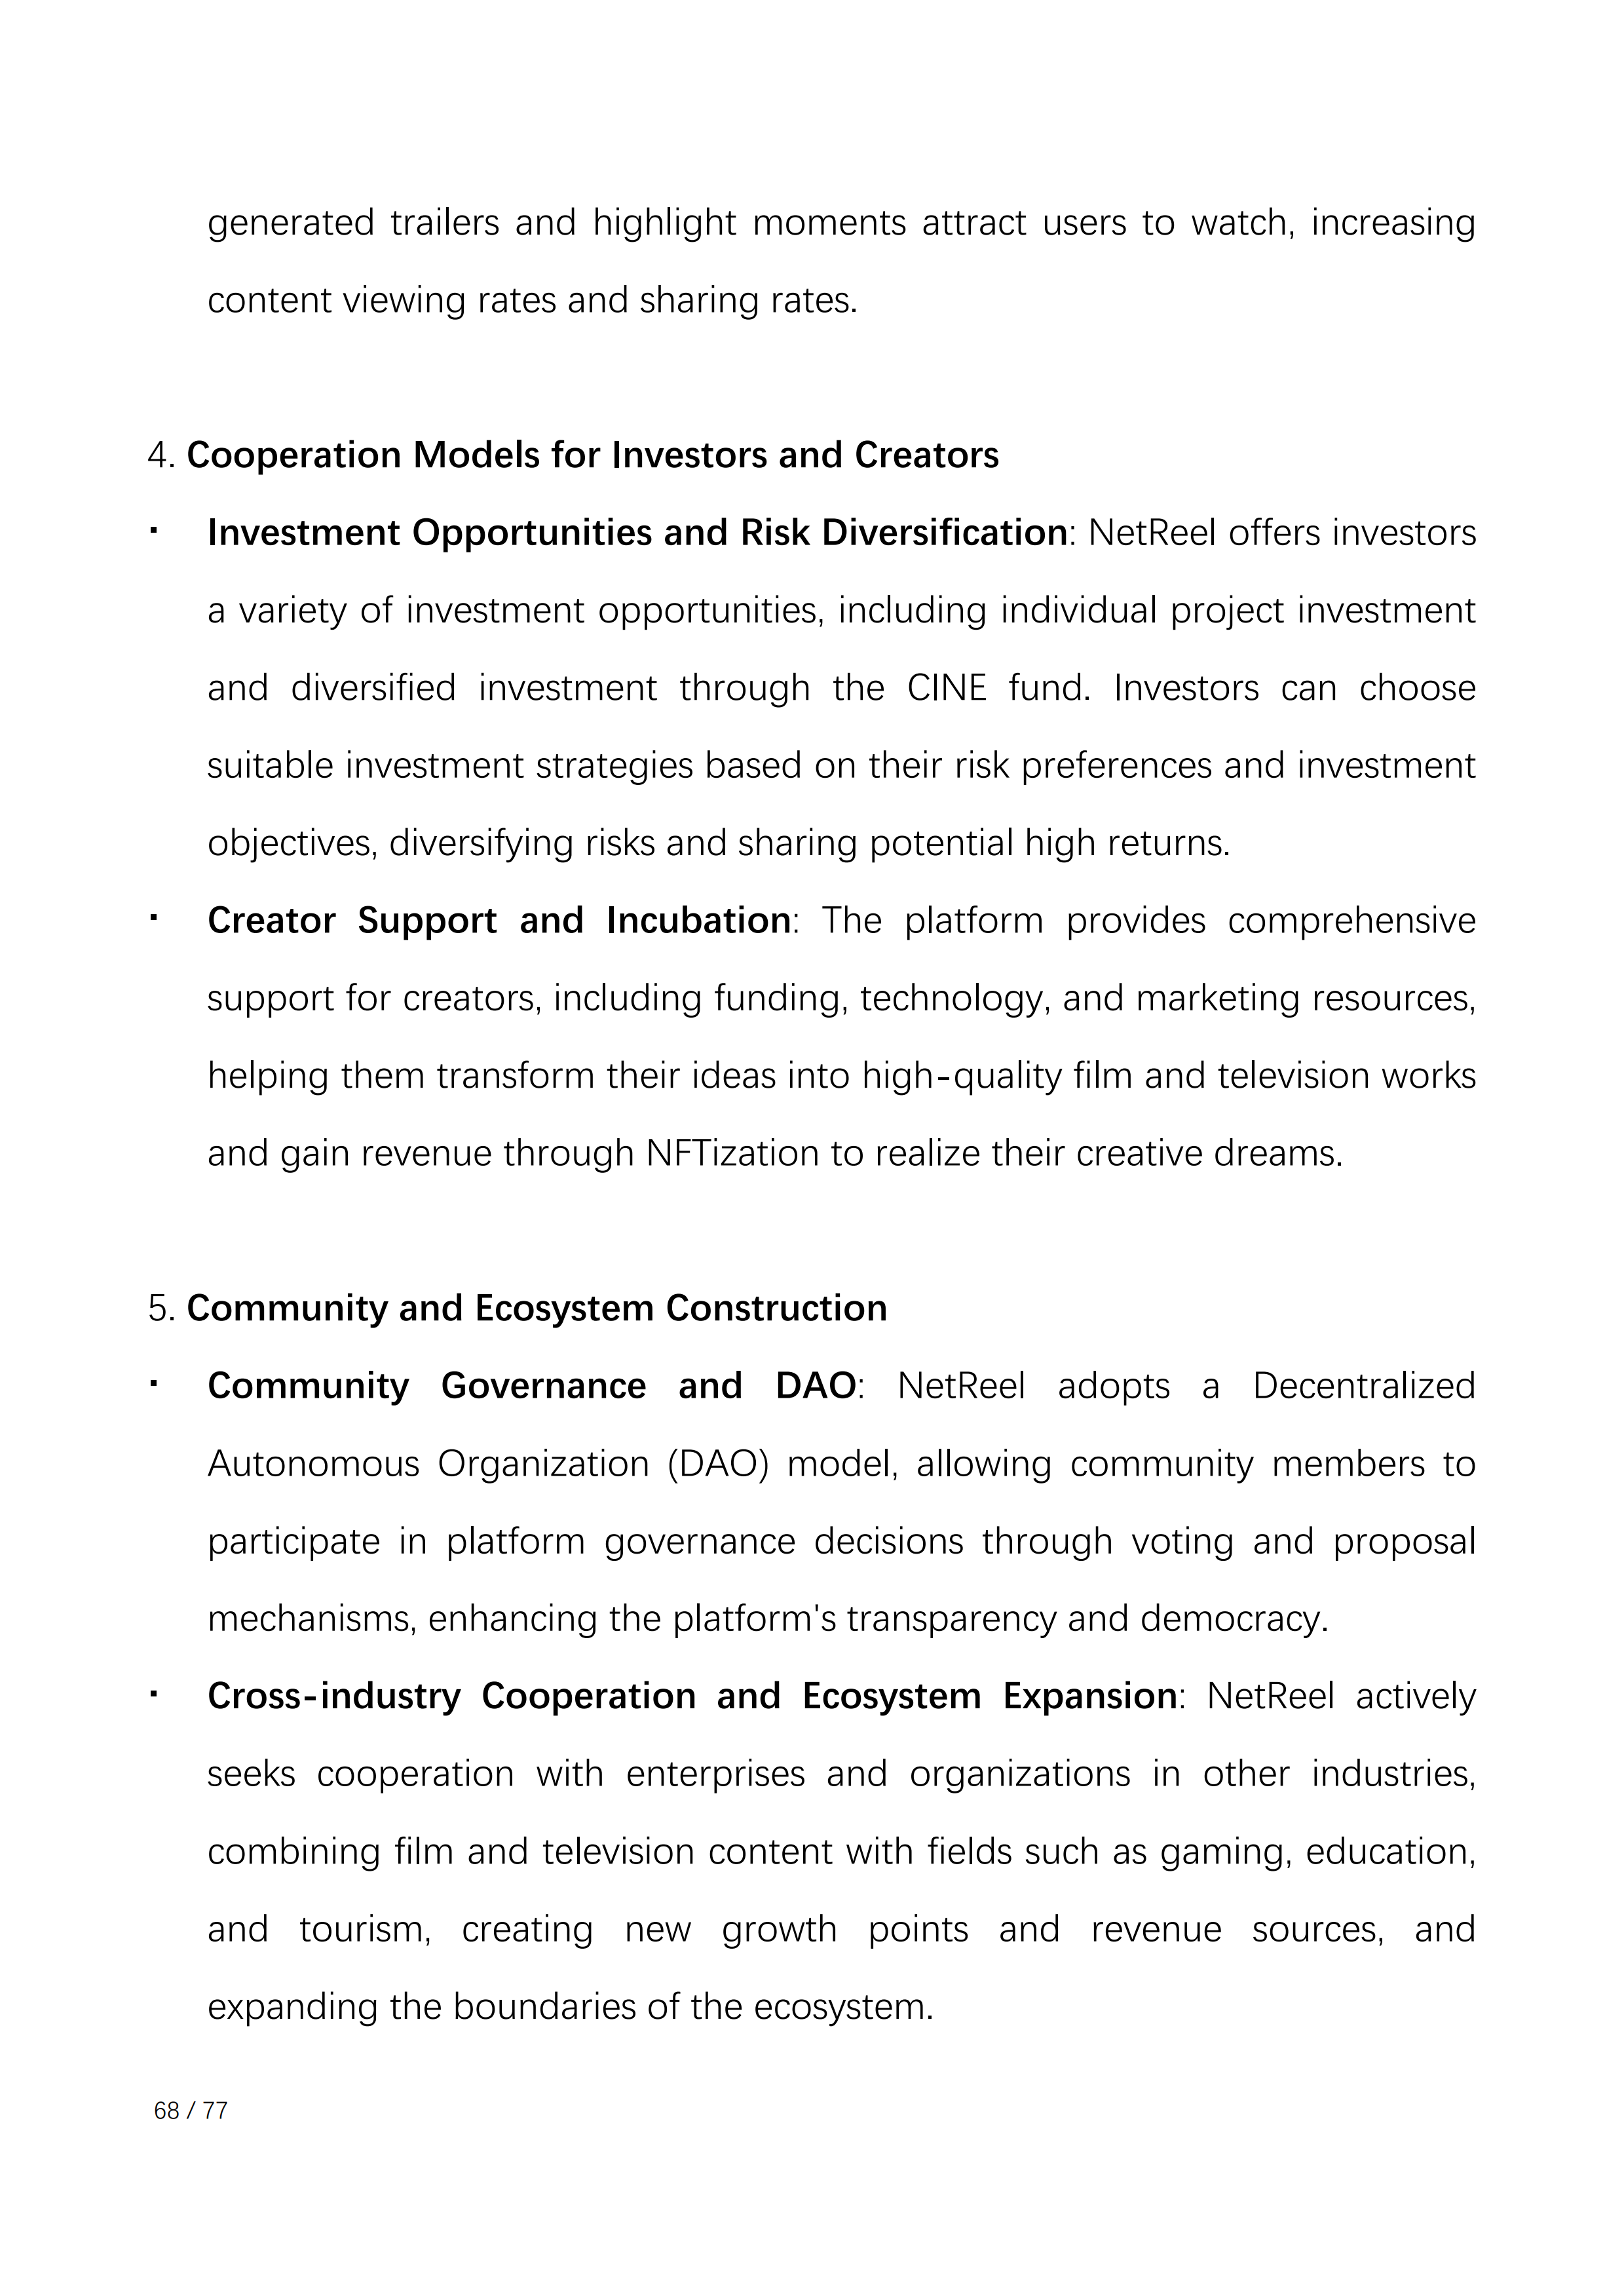 generated trailers and highlight moments attract users to watch, increasing
content viewing rates and sharing rates.
4. Cooperation Models for Investors and Creators
▪ Investment Opportunities and Risk Diversification: NetReel offers investors
a variety of investment opportunities, including individual project investment
and diversified investment through the CINE fund. Investors can choose
suitable investment strategies based on their risk preferences and investment
objectives, diversifying risks and sharing potential high returns.
▪ Creator Support and Incubation: The platform provides comprehensive
support for creators, including funding, technology, and marketing resources,
helping them transform their ideas into high-quality film and television works
and gain revenue through NFTization to realize their creative dreams.
5. Community and Ecosystem Construction
▪ Community Governance and DAO: NetReel adopts a Decentralized
Autonomous Organization (DAO) model, allowing community members to
participate in platform governance decisions through voting and proposal
mechanisms, enhancing the platform's transparency and democracy.
▪ Cross-industry Cooperation and Ecosystem Expansion: NetReel actively
seeks cooperation with enterprises and organizations in other industries,
combining film and television content with fields such as gaming, education,
and tourism, creating new growth points and revenue sources, and
expanding the boundaries of the ecosystem.
68 / 77